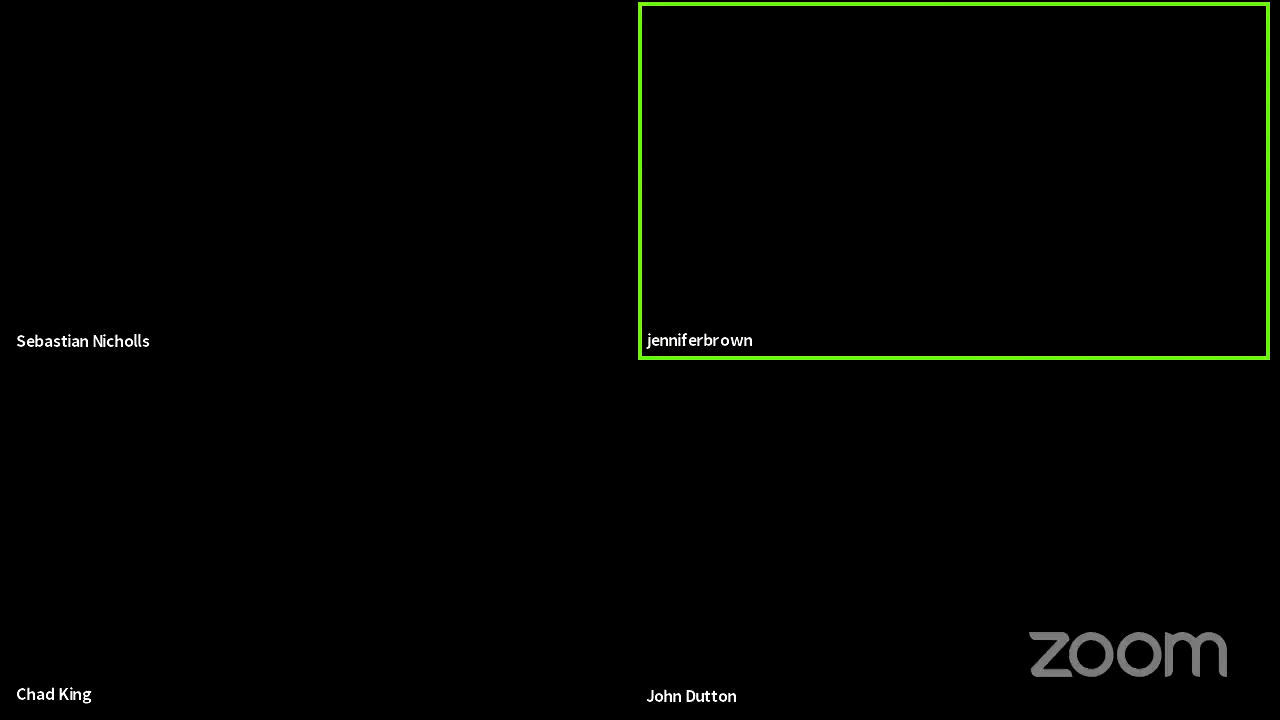 Sebastian Nicholls
jenniferbrown
Chad King
John Dutton
zoom